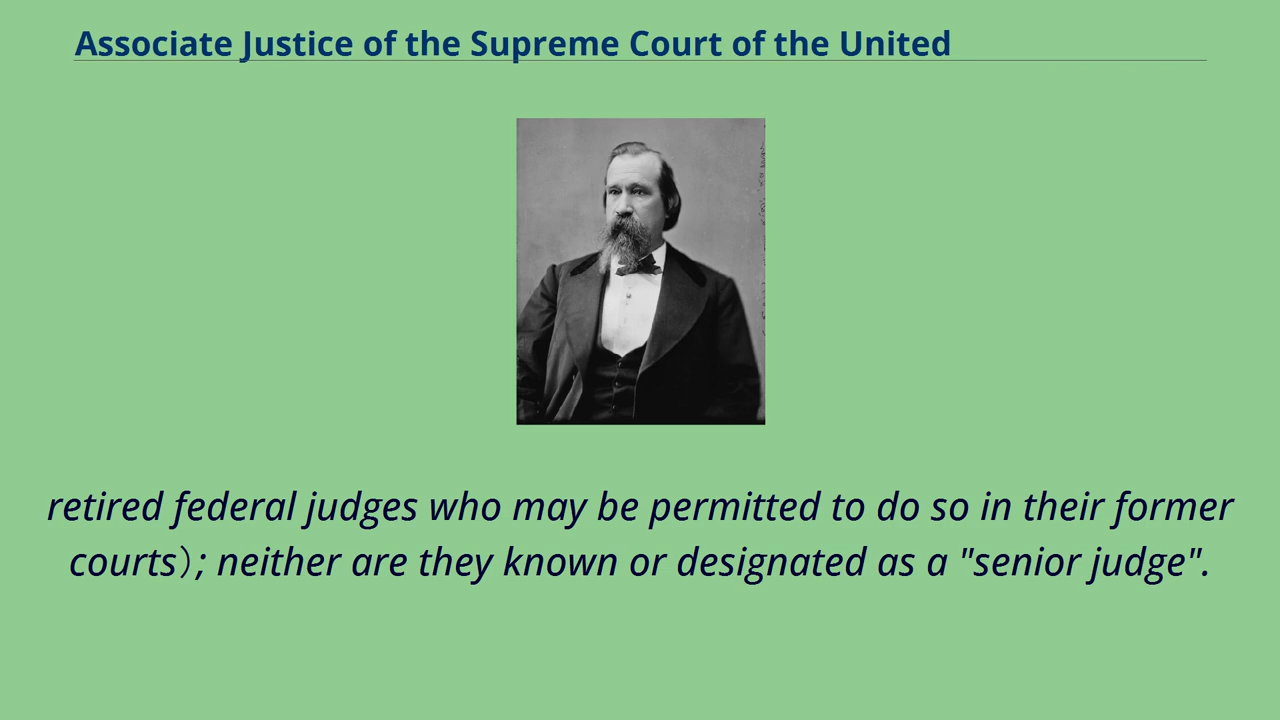 Associate Justice of the Supreme Court of the United
retired federal judges who may be permitted to do so in their former
courts）; neither are they known or designated as a "senior judge".